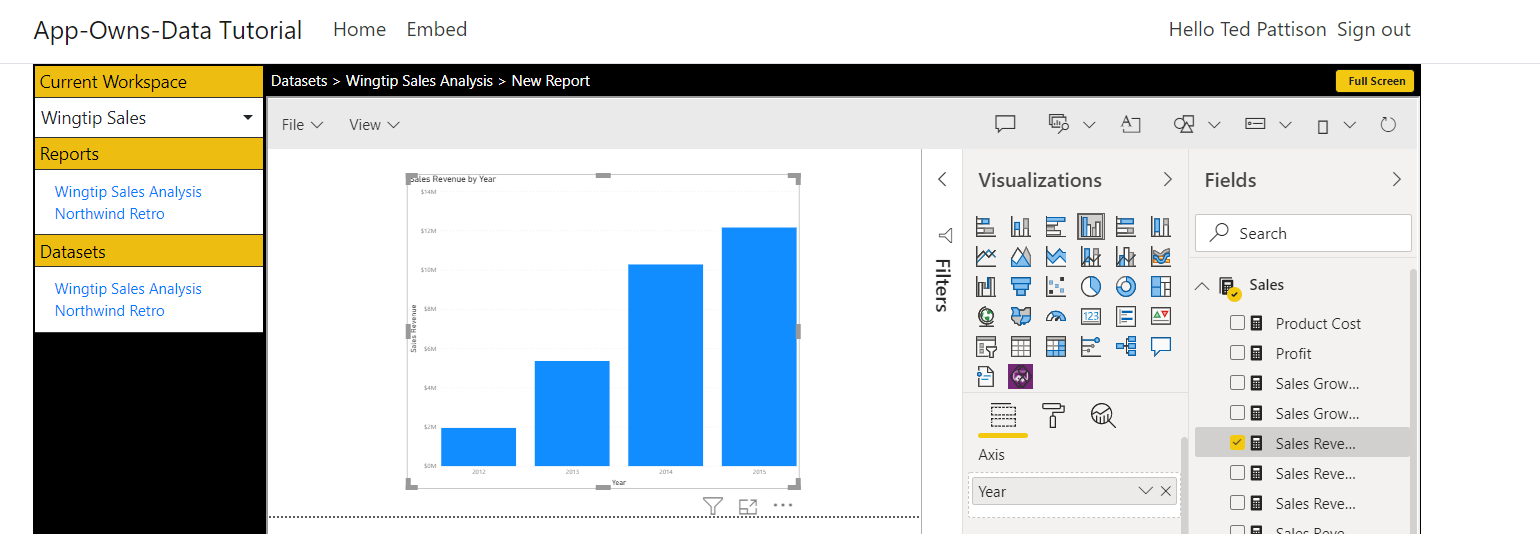 App-Owns-Data Tutorial Home Embed Hello Ted Pattison Sign out
Current Workspace
Wingtip Sales
Reports
Wingtip Sales Analysis
Northwind Retro
Datasets
Wingtip Sales Analysis
Northwind Retro
Datasets > Wingtip Sales Analysis > New Report Full Screen
File View
Sales Revenue by Year
$14M
$12M
$10M
$8M
$6M
$4M
$2M
$0M
Sales Revenue
2012 2013 2014 2015
Year
Filters
Visualizations
123
Axis
Year
Fields
Search
Sales
Product Cost
Profit
Sales Grow...
Sales Grow...
Sales Reve...
Sales Reve...
Sales Reve...
Sales Reve...